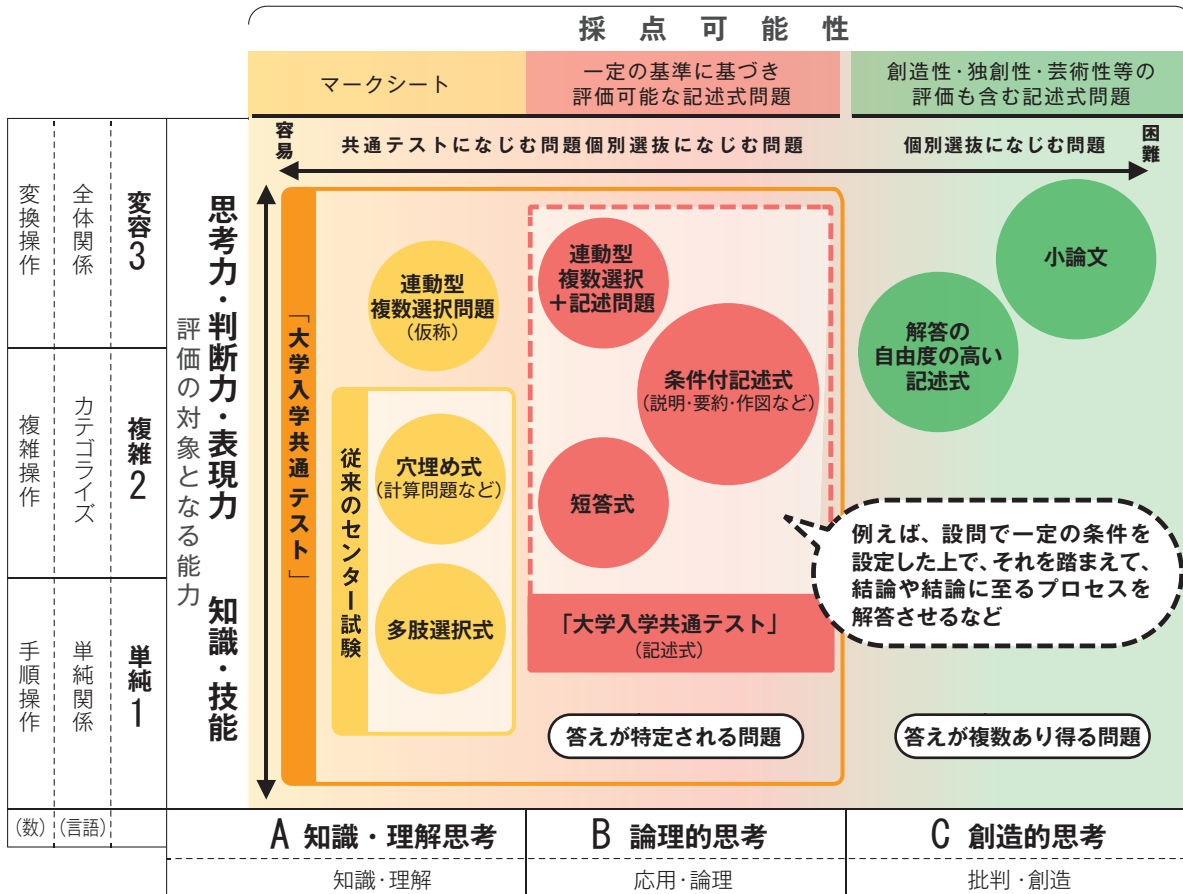 採点可能性
マークシート
一定の基準に基づき
評価可能な記述式問題
創造性・独創性・芸術性等の
評価も含む記述式問題
容易
共通テストになじむ問題個別選抜になじむ問題
個別選抜になじむ問題
困難
変換操作
全体関係
変容3
複雑操作
カテゴライズ
複雑2
手順操作
単純関係
単純1
(数)
(言語)
思考力・判断力・表現力
知識・技能
評価の対象となる能力
「大学入学共通テスト」
連動型
複数選択問題
(仮称)
従来のセンター試験
穴埋め式
(計算問題など)
多肢選択式
連動型
複数選択
+記述問題
条件付記述式
(説明・要約・作図など)
短答式
「大学入学共通テスト」
(記述式)
答えが特定される問題
小論文
解答の
自由度の高い
記述式
例えば、設問で一定の条件を
設定した上で、それを踏まえて、
結論や結論に至るプロセスを
解答させるなど
答えが複数あり得る問題
A 知識・理解思考
B 論理的思考
C 創造的思考
知識・理解
応用・論理
批判・創造